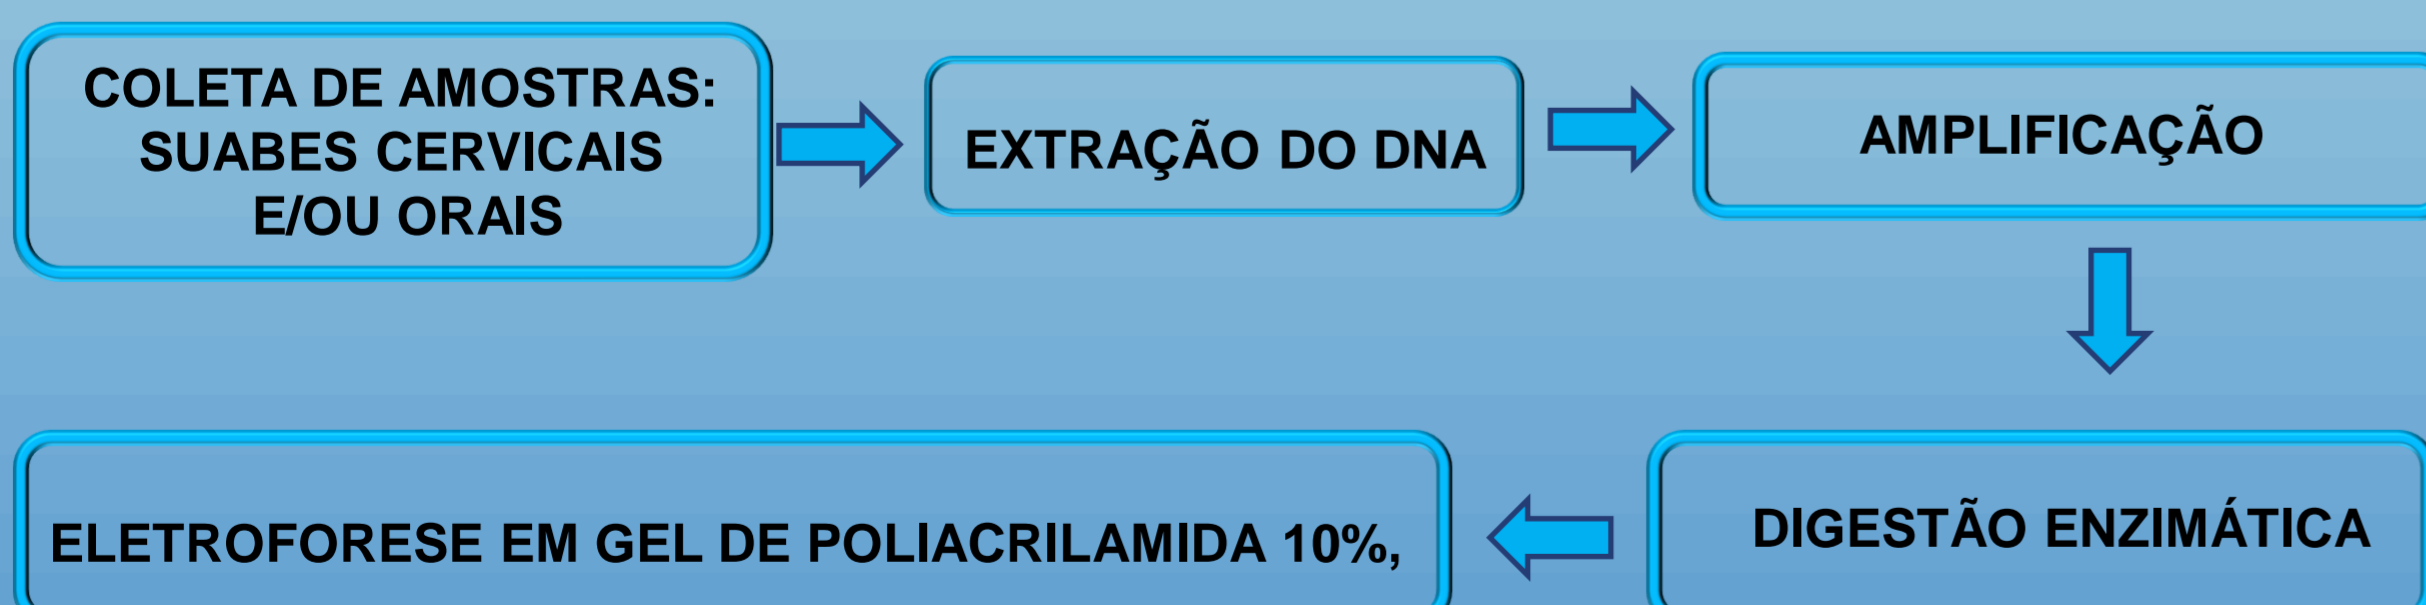 COLETA DE AMOSTRAS:
SUABES CERVICAIS
E/OU ORAIS
EXTRAÇÃO DO DNA
AMPLIFICAÇÃO
DIGESTÃO ENZIMÁTICA
ELETROFORESE EM GEL DE POLIACRILAMIDA 10%,